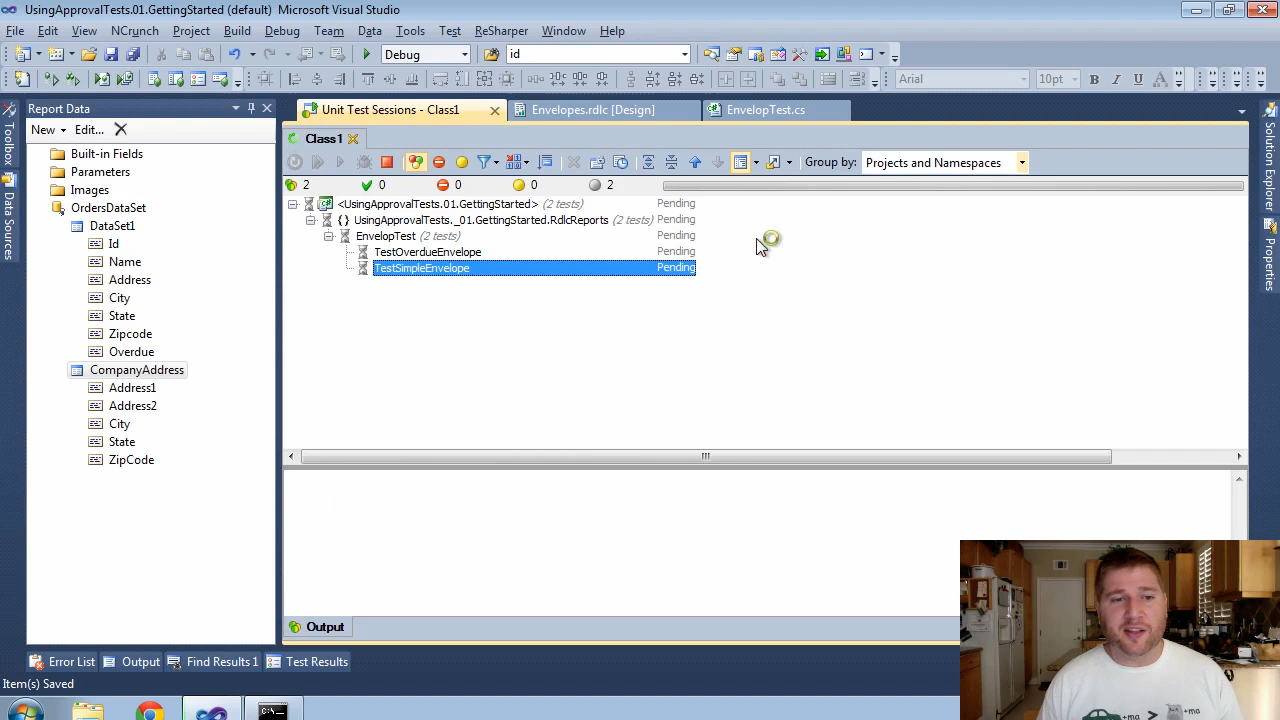 UsingApprovalTests.01.GettingStarted (default) - Microsoft Visual Studio
File Edit View NCrunch Project Build Debug Team Data Tools Test ReSharper Window Help
Debug id
Arial 10pt B I U A
Report Data
New Edit...
Built-in Fields
Parameters
Images
OrdersDataSet
DataSet1
Id
Name
Address
City
State
Zipcode
Overdue
CompanyAddress
Address1
Address2
City
State
ZipCode
Toolbox
Data Sources
Unit Test Sessions - Class1 Envelopes.rdlc [Design] EnvelopTest.cs
Class1
Group by: Projects and Namespaces
2 0 0 0 2
<UsingApprovalTests.01.GettingStarted> (2 tests) Pending
{} UsingApprovalTests._01.GettingStarted.RdlcReports (2 tests) Pending
EnvelopTest (2 tests) Pending
TestOverdueEnvelope Pending
TestSimpleEnvelope Pending
Output
Solution Explorer
Properties
Error List Output Find Results 1 Test Results
Item(s) Saved
C:\.
+ma > +ma